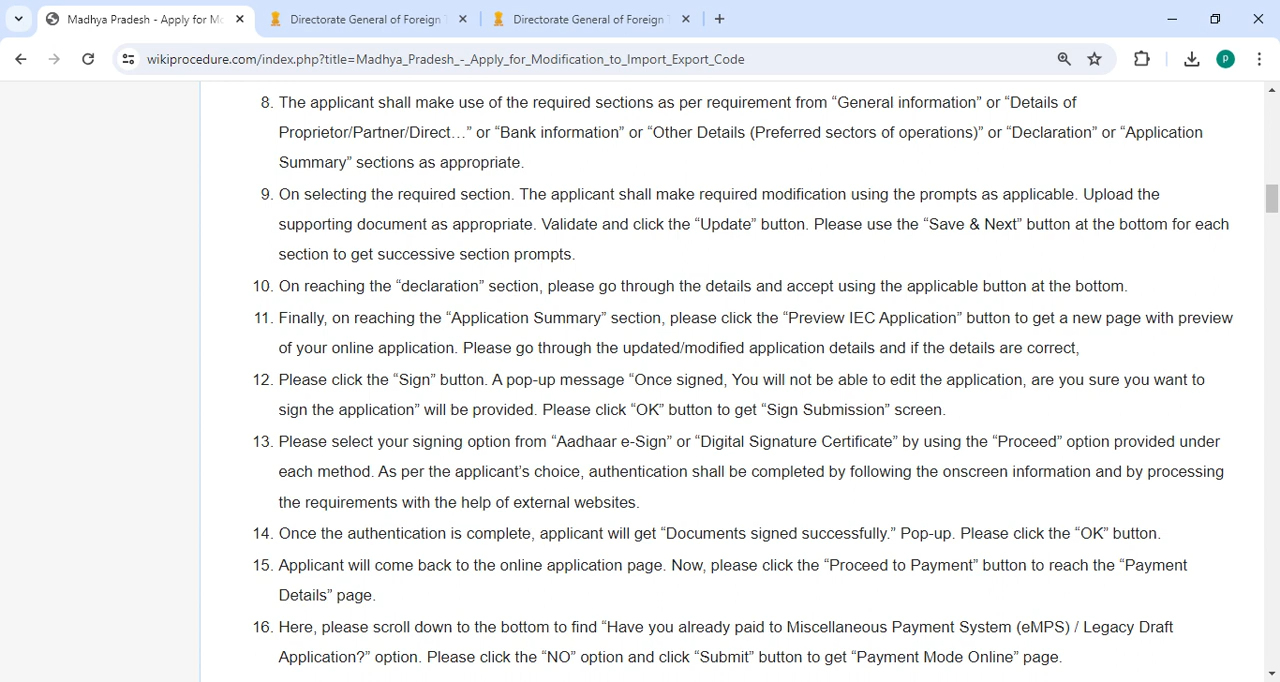 Madhya Pradesh - Apply for Mo
Directorate General of Foreign T
Directorate General of Foreign T
wikiprocedure.com/index.php?title=Madhya_Pradesh_-_Apply_for_Modification_to_Import_Export_Code
P
8. The applicant shall make use of the required sections as per requirement from “General information” or “Details of
Proprietor/Partner/Direct…” or “Bank information” or “Other Details (Preferred sectors of operations)” or “Declaration” or “Application
Summary” sections as appropriate.
9. On selecting the required section. The applicant shall make required modification using the prompts as applicable. Upload the
supporting document as appropriate. Validate and click the “Update” button. Please use the “Save & Next” button at the bottom for each
section to get successive section prompts.
10. On reaching the “declaration” section, please go through the details and accept using the applicable button at the bottom.
11. Finally, on reaching the “Application Summary” section, please click the “Preview IEC Application” button to get a new page with preview
of your online application. Please go through the updated/modified application details and if the details are correct,
12. Please click the “Sign” button. A pop-up message “Once signed, You will not be able to edit the application, are you sure you want to
sign the application” will be provided. Please click “OK” button to get “Sign Submission” screen.
13. Please select your signing option from “Aadhaar e-Sign” or “Digital Signature Certificate” by using the “Proceed” option provided under
each method. As per the applicant’s choice, authentication shall be completed by following the onscreen information and by processing
the requirements with the help of external websites.
14. Once the authentication is complete, applicant will get “Documents signed successfully.” Pop-up. Please click the “OK” button.
15. Applicant will come back to the online application page. Now, please click the “Proceed to Payment” button to reach the “Payment
Details” page.
16. Here, please scroll down to the bottom to find “Have you already paid to Miscellaneous Payment System (eMPS) / Legacy Draft
Application?” option. Please click the “NO” option and click “Submit” button to get “Payment Mode Online” page.